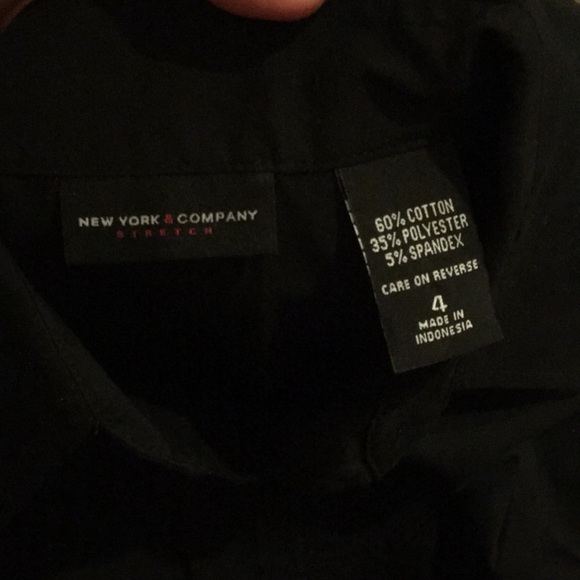 NEW YORK & COMPANY
STRETCH
60% COTTON
35% POLYESTER
5% SPANDEX
CARE ON REVERSE
4
MADE IN
INDONESIA